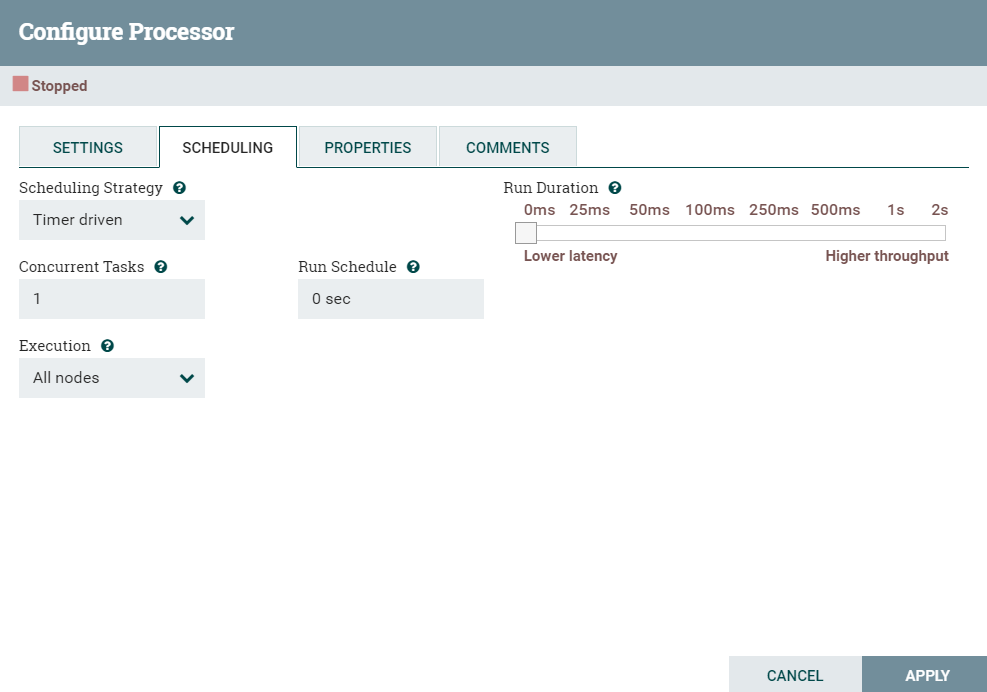 Configure Processor
Stopped
SETTINGS SCHEDULING PROPERTIES COMMENTS
Scheduling Strategy
Timer driven
Run Duration
0ms 25ms 50ms 100ms 250ms 500ms 1s 2s
Lower latency Higher throughput
Concurrent Tasks
1
Run Schedule
0 sec
Execution
All nodes
CANCEL APPLY